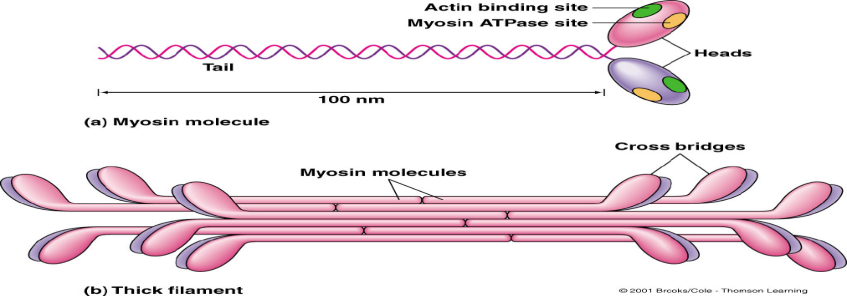 Actin binding site
Myosin ATPase site
Heads
Tail
100 nm
(a) Myosin molecule
Cross bridges
Myosin molecules
(b) Thick filament
© 2001 Brooks/Cole - Thomson Learning